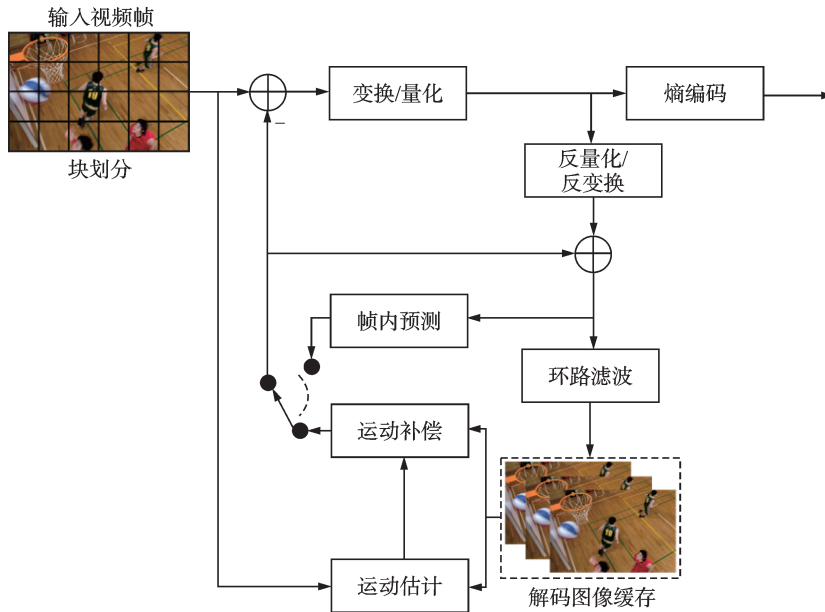 输入视频帧
块划分
变换/量化
熵编码
−
反量化/
反变换
帧内预测
环路滤波
运动补偿
运动估计
解码图像缓存